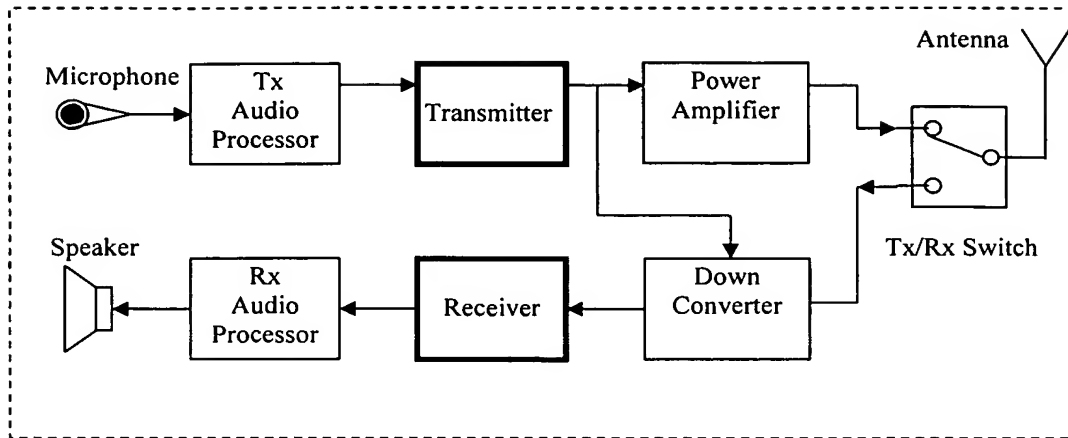 Antenna
Microphone
Tx
Audio
Processor
Transmitter
Power
Amplifier
Tx/Rx Switch
Speaker
Rx
Audio
Processor
Receiver
Down
Converter